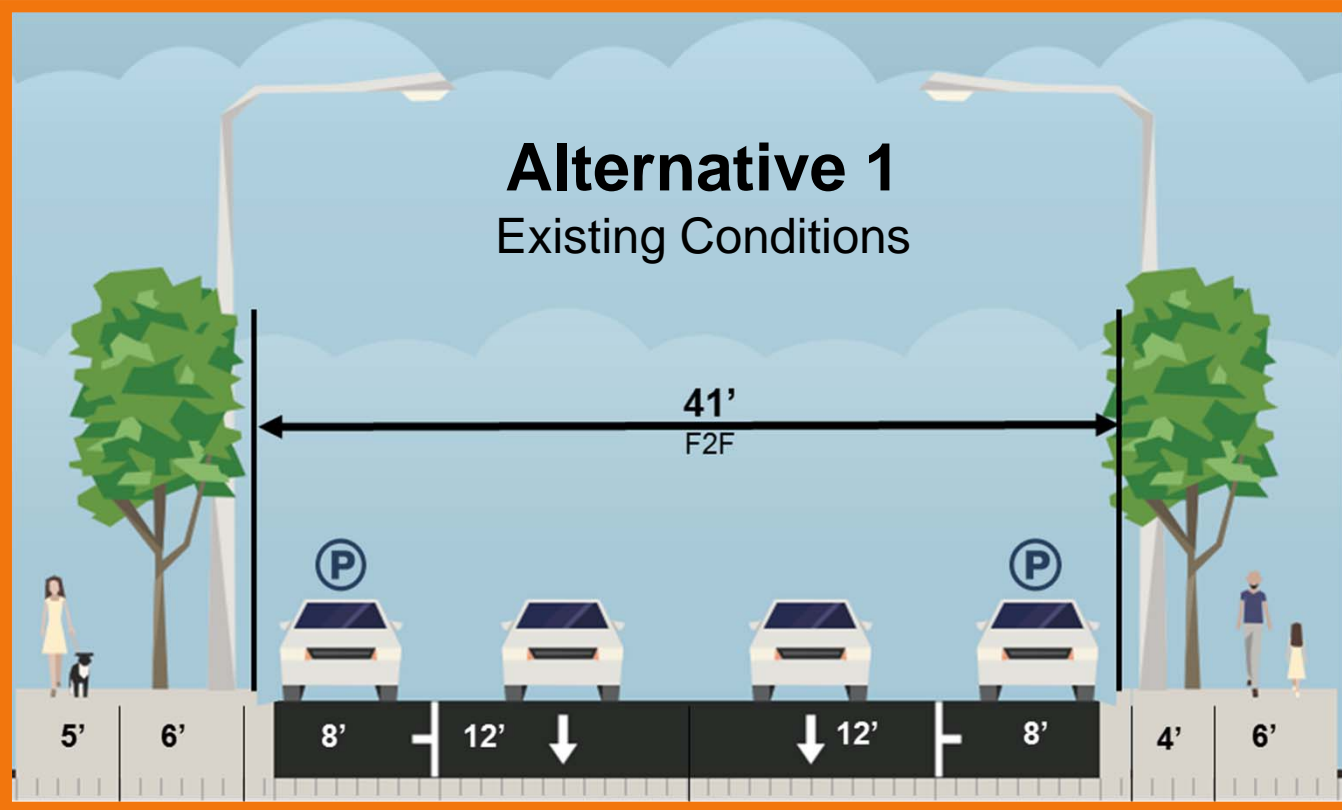 Alternative 1
Existing Conditions
41’
F2F
P
P
5’ 6’ 8’ 12’ 12’ 8’ 4’ 6’